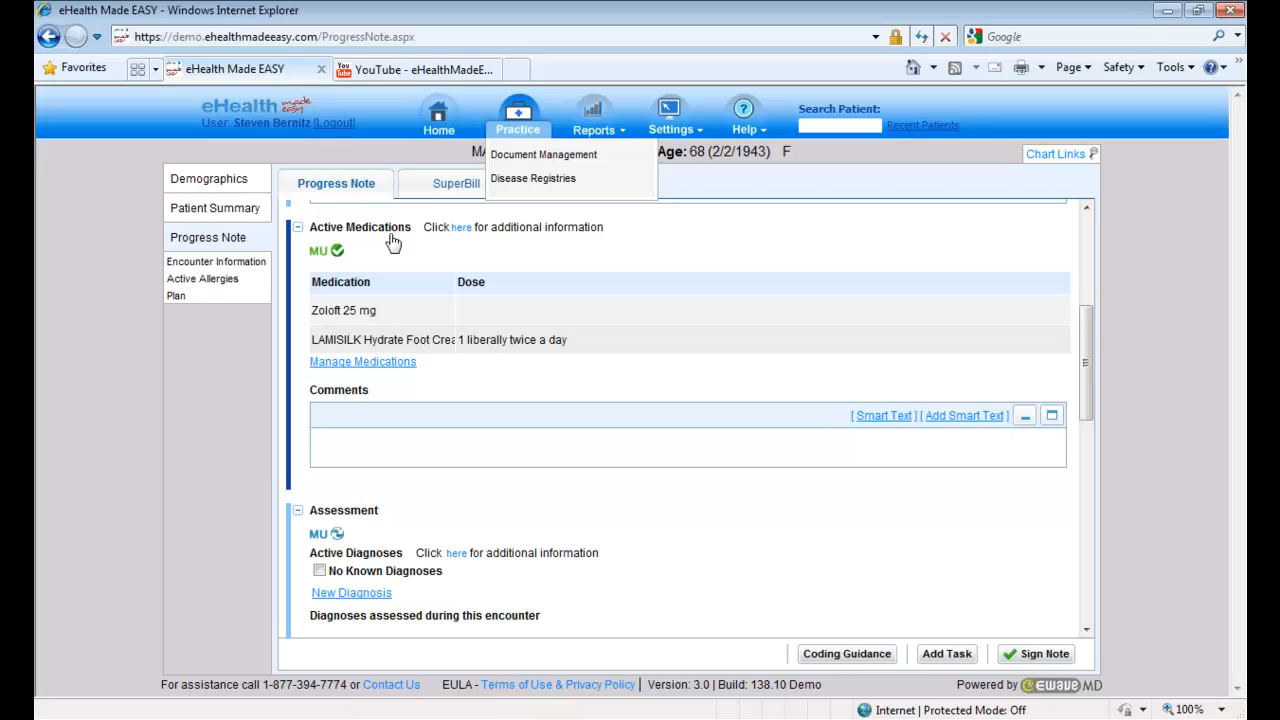 eHealth Made EASY - Windows Internet Explorer
https://demo.ehealthmadeeasy.com/ProgressNote.aspx
Google
Favorites
eHealth Made EASY
YouTube - eHealthMadeE...
Page
Safety
Tools
eHealth made easy
User: Steven Bernitz [Logout]
Home
Practice
Reports
Settings
Help
Search Patient:
Recent Patients
Document Management
Disease Registries
MA
Age: 68 (2/2/1943) F
Chart Links
Demographics
Patient Summary
Progress Note
Encounter Information
Active Allergies
Plan
Progress Note
SuperBill
Active Medications Click here for additional information
MU
Medication Dose
Zoloft 25 mg
LAMISILK Hydrate Foot Crea 1 liberally twice a day
Manage Medications
Comments
[ Smart Text ] [ Add Smart Text ]
Assessment
MU
Active Diagnoses Click here for additional information
No Known Diagnoses
New Diagnosis
Diagnoses assessed during this encounter
Coding Guidance
Add Task
Sign Note
For assistance call 1-877-394-7774 or Contact Us
EULA - Terms of Use & Privacy Policy | Version: 3.0 | Build: 138.10 Demo
Powered by eWAVE MD
Internet | Protected Mode: Off
100%